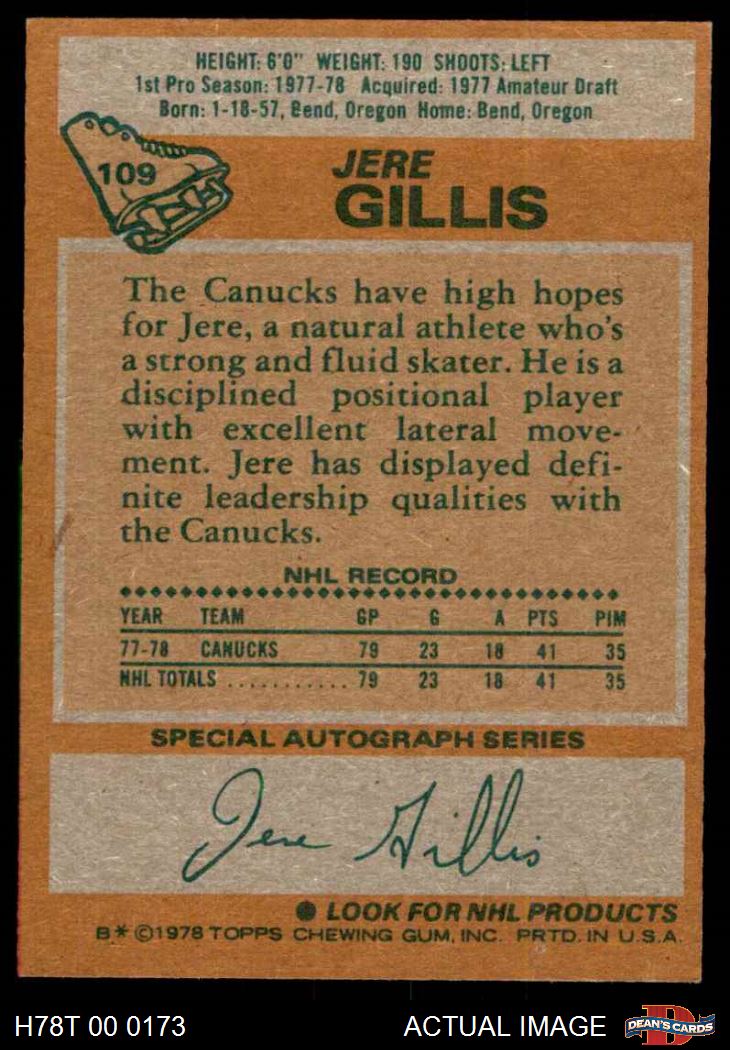 HEIGHT: 6'0" WEIGHT: 190 SHOOTS: LEFT
1st Pro Season: 1977-78 Acquired: 1977 Amateur Draft
Born: 1-18-57, Bend, Oregon Home: Bend, Oregon
109
JERE
GILLIS
The Canucks have high hopes
for Jere, a natural athlete who's
a strong and fluid skater. He is a
disciplined positional player
with excellent lateral move-
ment. Jere has displayed defi-
nite leadership qualities with
the Canucks.
NHL RECORD
YEAR TEAM GP G A PTS PIM
77-78 CANUCKS 79 23 18 41 35
NHL TOTALS ........... 79 23 18 41 35
SPECIAL AUTOGRAPH SERIES
Jere Gillis
● LOOK FOR NHL PRODUCTS
B* ©1978 TOPPS CHEWING GUM, INC. PRTD. IN U.S.A.
H78T 00 0173 ACTUAL IMAGE D DEAN'S CARDS